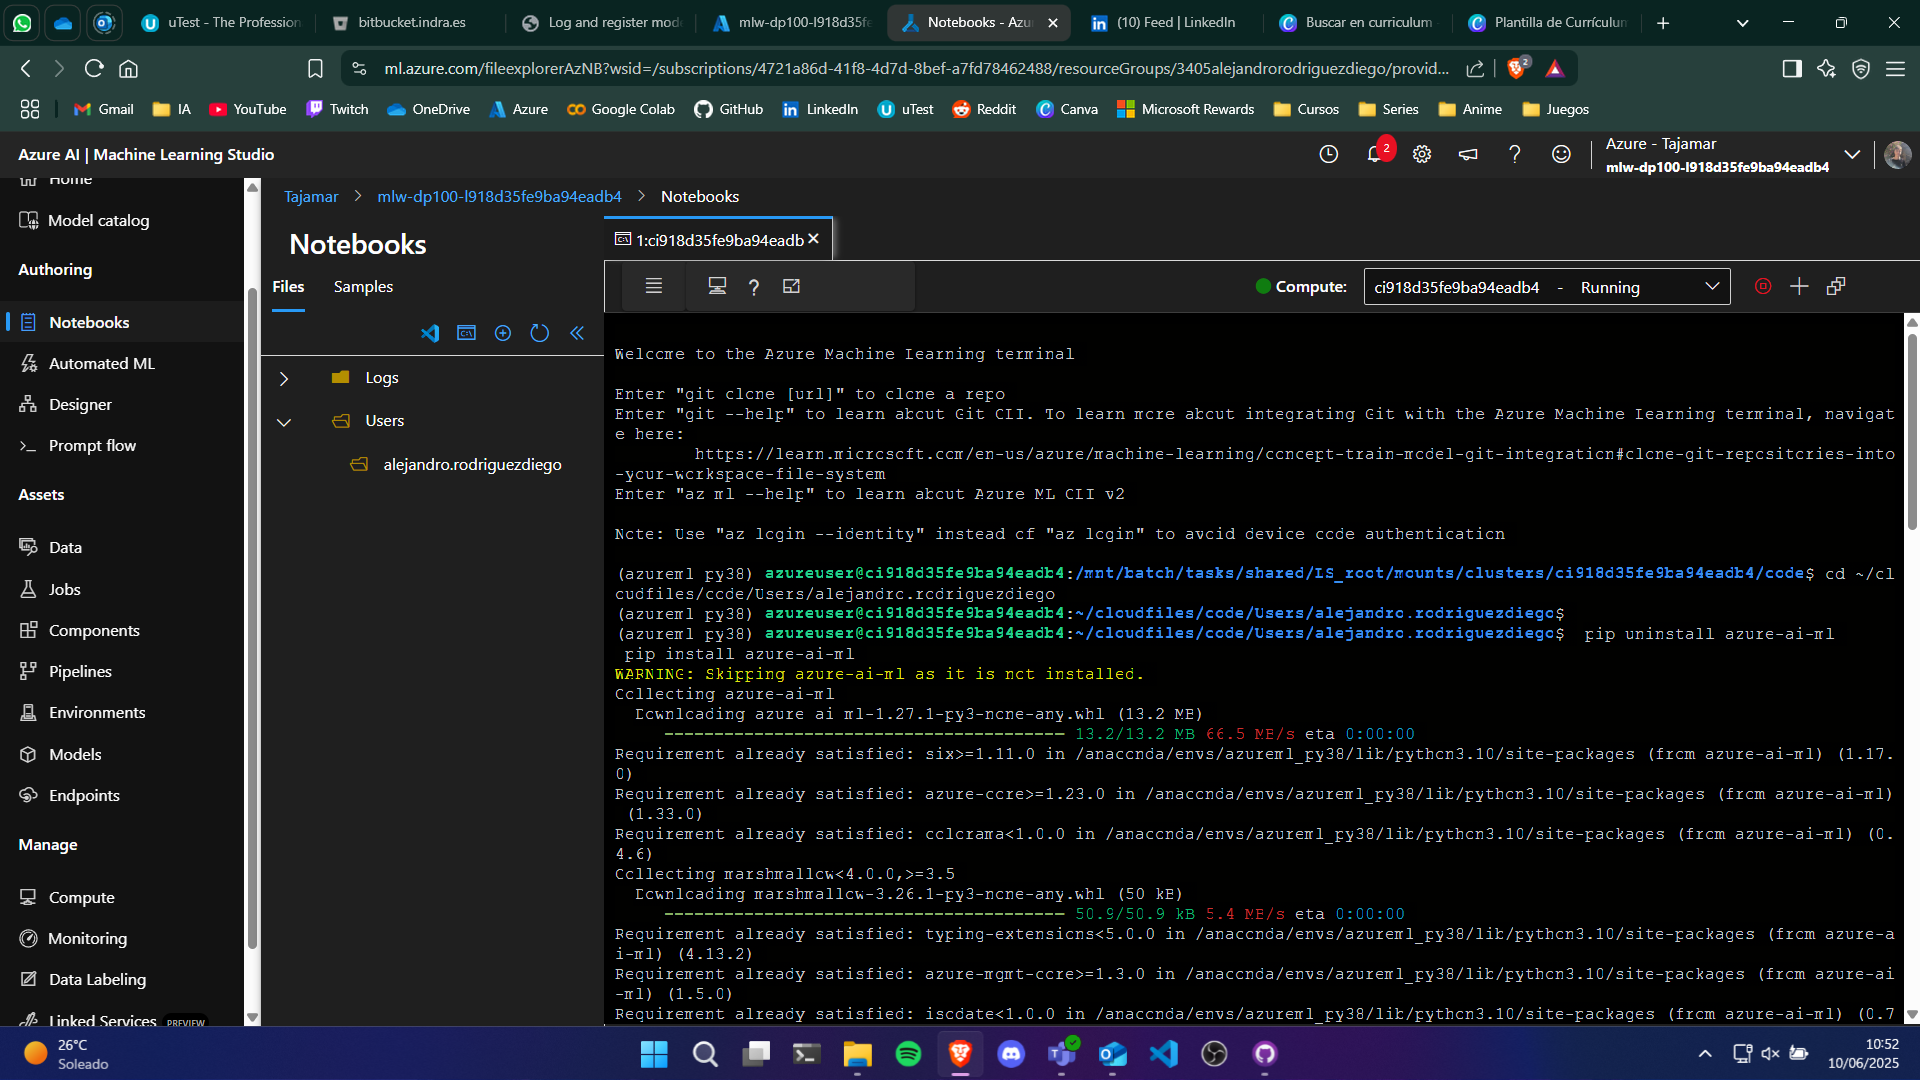 uTest - The Profession
bitbucket.indra.es
Log and register mode
mlw-dp100-l918d35fe
Notebooks - Azu
(10) Feed | LinkedIn
Buscar en curriculum
Plantilla de Currículum
ml.azure.com/fileexplorerAzNB?wsid=/subscriptions/4721a86d-41f8-4d7d-8bef-a7fd78462488/resourceGroups/3405alejandrorodriguezdiego/provid...
2
Gmail
IA
YouTube
Twitch
OneDrive
Azure
Google Colab
GitHub
LinkedIn
uTest
Reddit
Canva
Microsoft Rewards
Cursos
Series
Anime
Juegos
Azure AI | Machine Learning Studio
2
Azure - Tajamar
mlw-dp100-l918d35fe9ba94eadb4
Home
Model catalog
Authoring
Notebooks
Automated ML
Designer
Prompt flow
Assets
Data
Jobs
Components
Pipelines
Environments
Models
Endpoints
Manage
Compute
Monitoring
Data Labeling
Linked Services PREVIEW
Tajamar > mlw-dp100-l918d35fe9ba94eadb4 > Notebooks
Notebooks
Files
Samples
Logs
Users
alejandro.rodriguezdiego
1:ci918d35fe9ba94eadb
Compute:
ci918d35fe9ba94eadb4 - Running
Welcome to the Azure Machine Learning terminal
Enter "git clone [url]" to clone a repo
Enter "git --help" to learn about Git CLI. To learn more about integrating Git with the Azure Machine Learning terminal, navigat
e here:
https://learn.microsoft.com/en-us/azure/machine-learning/concept-train-model-git-integration#clone-git-repositories-into
-your-workspace-file-system
Enter "az ml --help" to learn about Azure ML CLI v2
Note: Use "az login --identity" instead of "az login" to avoid device code authentication
(azureml_py38) azureuser@ci918d35fe9ba94eadb4:/mnt/batch/tasks/shared/LS_root/mounts/clusters/ci918d35fe9ba94eadb4/code$ cd ~/cl
oudfiles/code/Users/alejandro.rodriguezdiego
(azureml_py38) azureuser@ci918d35fe9ba94eadb4:~/cloudfiles/code/Users/alejandro.rodriguezdiego$
(azureml_py38) azureuser@ci918d35fe9ba94eadb4:~/cloudfiles/code/Users/alejandro.rodriguezdiego$ pip uninstall azure-ai-ml
pip install azure-ai-ml
WARNING: Skipping azure-ai-ml as it is not installed.
Collecting azure-ai-ml
Downloading azure_ai_ml-1.27.1-py3-none-any.whl (13.2 MB)
---------------------------------------- 13.2/13.2 MB 66.5 MB/s eta 0:00:00
Requirement already satisfied: six>=1.11.0 in /anaconda/envs/azureml_py38/lib/python3.10/site-packages (from azure-ai-ml) (1.17.
0)
Requirement already satisfied: azure-core>=1.23.0 in /anaconda/envs/azureml_py38/lib/python3.10/site-packages (from azure-ai-ml)
(1.33.0)
Requirement already satisfied: colorama<1.0.0 in /anaconda/envs/azureml_py38/lib/python3.10/site-packages (from azure-ai-ml) (0.
4.6)
Collecting marshmallow<4.0.0,>=3.5
Downloading marshmallow-3.26.1-py3-none-any.whl (50 kB)
---------------------------------------- 50.9/50.9 kB 5.4 MB/s eta 0:00:00
Requirement already satisfied: typing-extensions<5.0.0 in /anaconda/envs/azureml_py38/lib/python3.10/site-packages (from azure-a
i-ml) (4.13.2)
Requirement already satisfied: azure-mgmt-core>=1.3.0 in /anaconda/envs/azureml_py38/lib/python3.10/site-packages (from azure-ai
-ml) (1.5.0)
Requirement already satisfied: isodate<1.0.0 in /anaconda/envs/azureml_py38/lib/python3.10/site-packages (from azure-ai-ml) (0.7
26°C
Soleado
10:52
10/06/2025